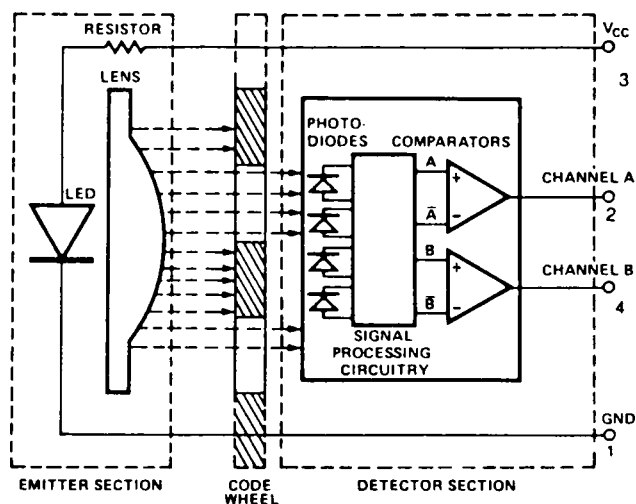 RESISTOR
VCC
3
LENS
PHOTO-
DIODES
COMPARATORS
A
+
CHANNEL A
LED
Ā
−
2
B
+
CHANNEL B
B̄
−
4
SIGNAL
PROCESSING
CIRCUITRY
GND
1
EMITTER SECTION
CODE
WHEEL
DETECTOR SECTION